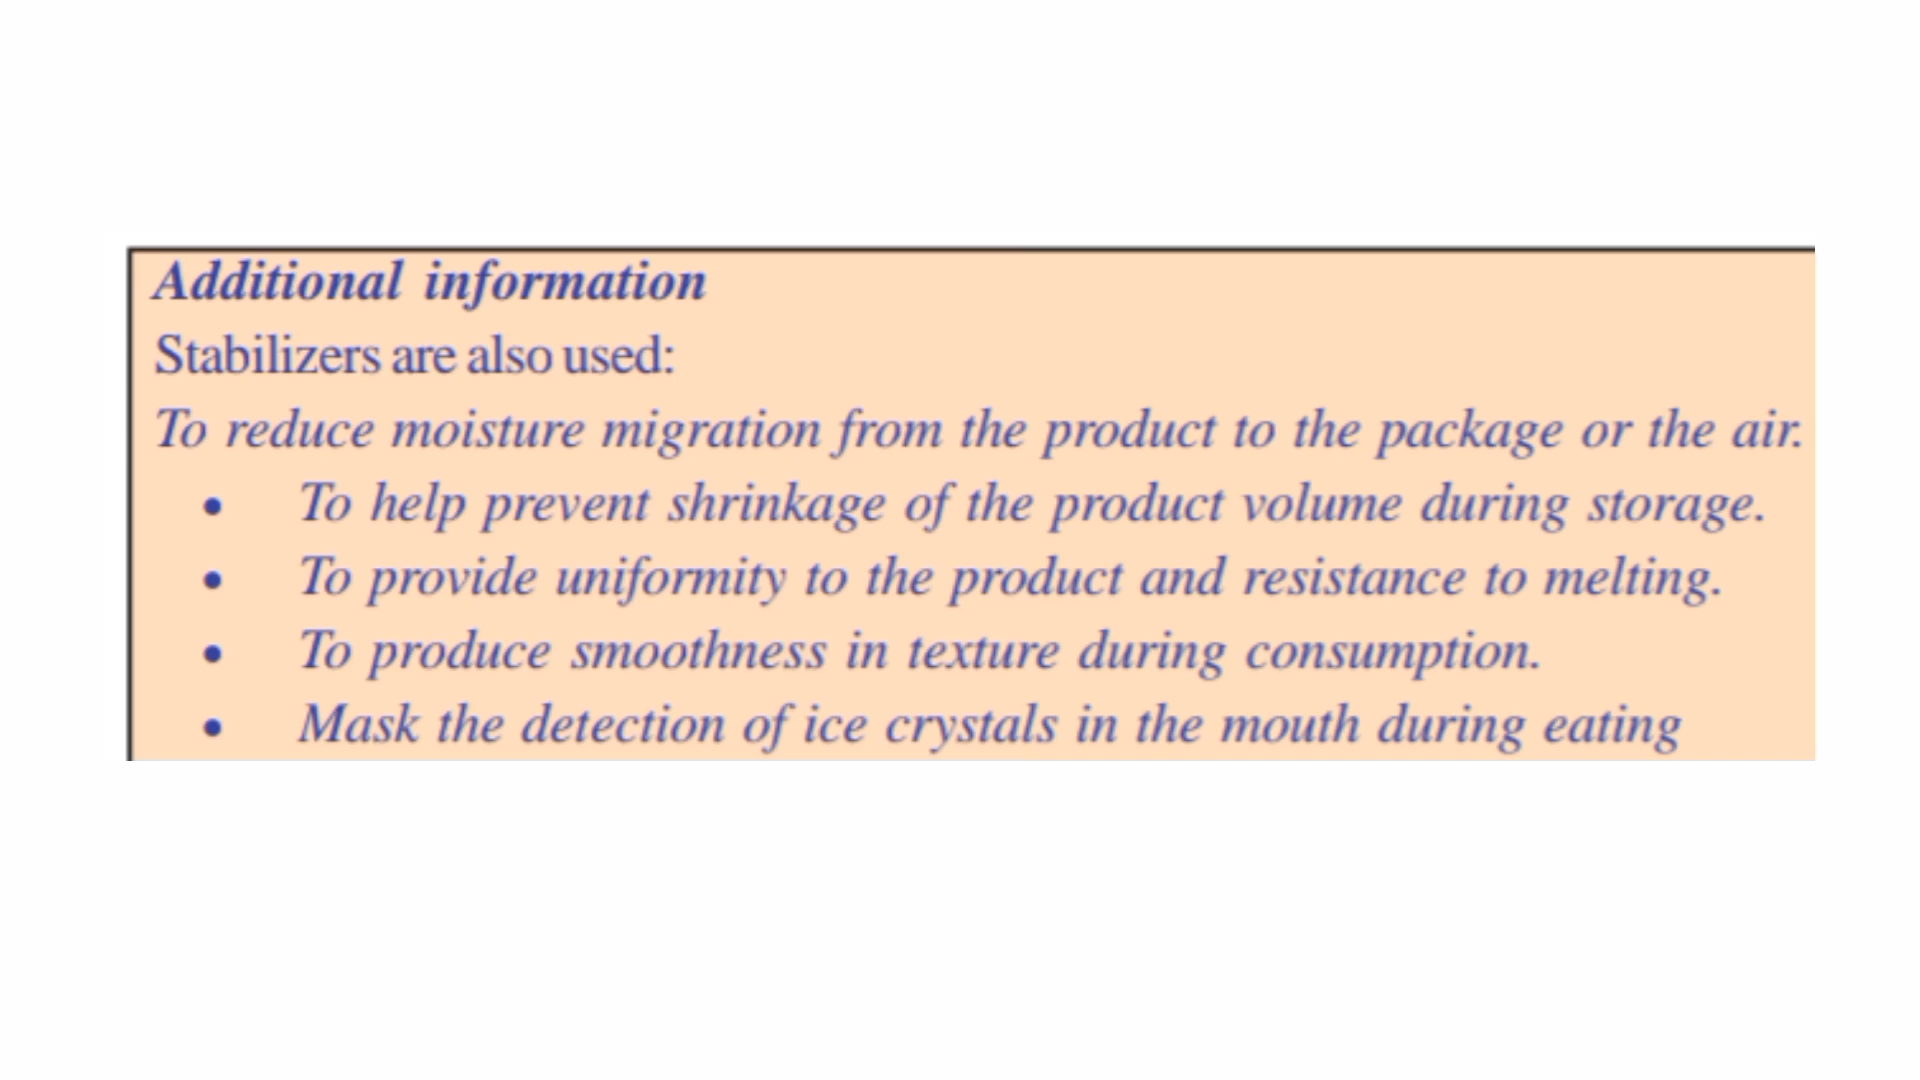 Additional information
Stabilizers are also used:
To reduce moisture migration from the product to the package or the air.
• To help prevent shrinkage of the product volume during storage.
• To provide uniformity to the product and resistance to melting.
• To produce smoothness in texture during consumption.
• Mask the detection of ice crystals in the mouth during eating